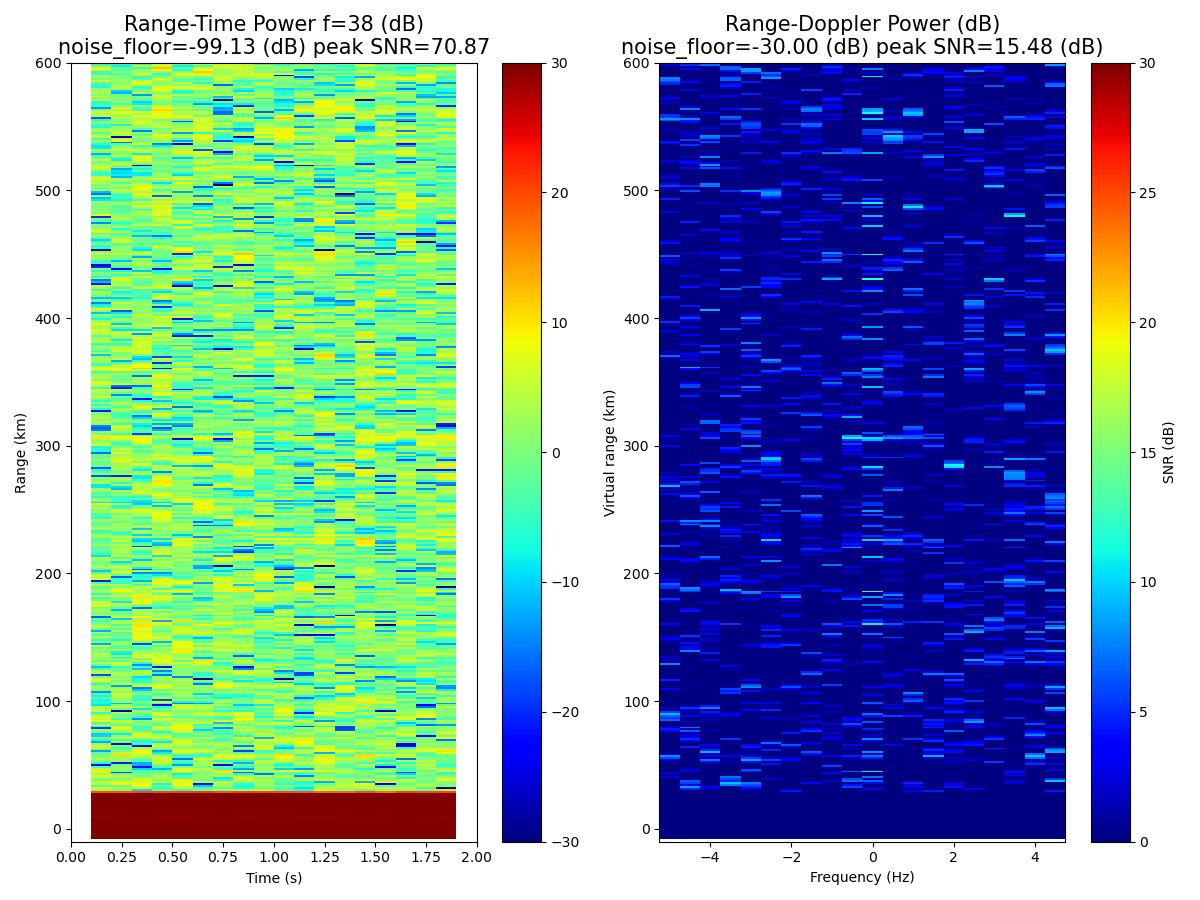 Range-Time Power f=38 (dB)
noise_floor=-99.13 (dB) peak SNR=70.87
Range-Doppler Power (dB)
noise_floor=-30.00 (dB) peak SNR=15.48 (dB)
600
500
400
300
200
100
0
Range (km)
0.00 0.25 0.50 0.75 1.00 1.25 1.50 1.75 2.00
Time (s)
30
20
10
0
−10
−20
−30
600
500
400
300
200
100
0
Virtual range (km)
−4 −2 0 2 4
Frequency (Hz)
30
25
20
15
10
5
0
SNR (dB)